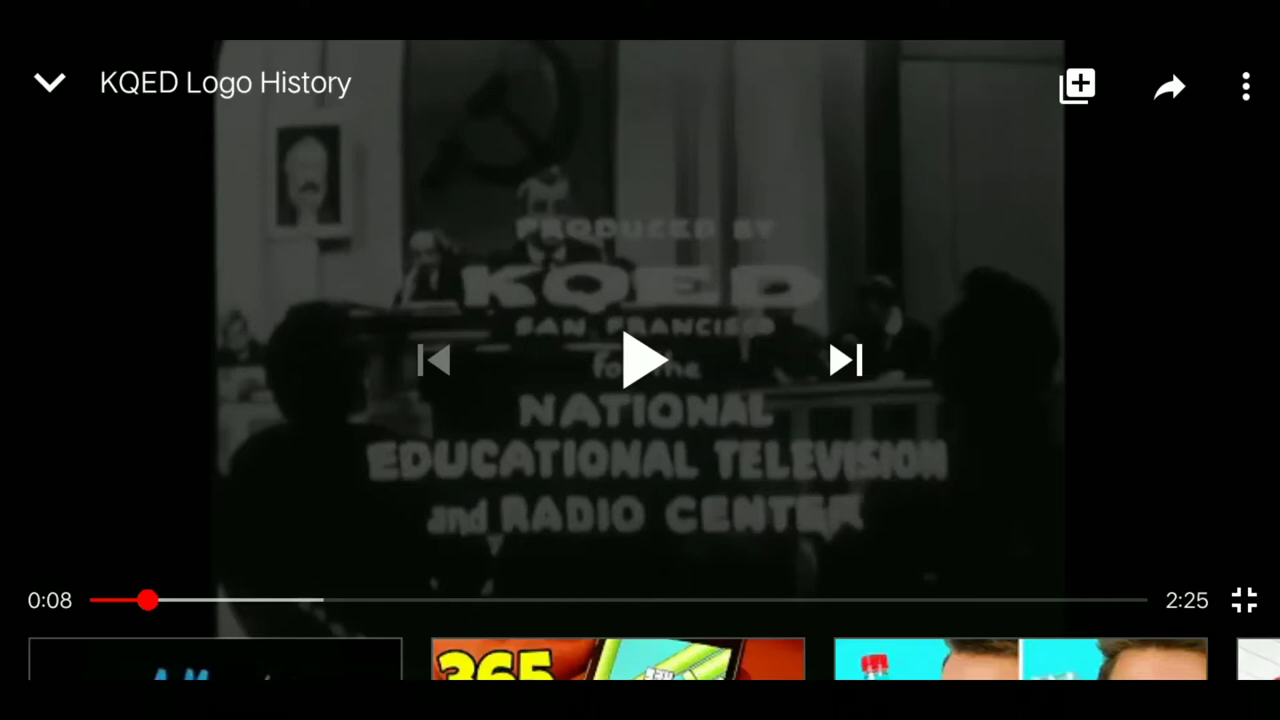 KQED Logo History
PRODUCED BY
KQED
SAN FRANCISCO
for the
NATIONAL
EDUCATIONAL TELEVISION
and RADIO CENTER
0:08
2:25
365